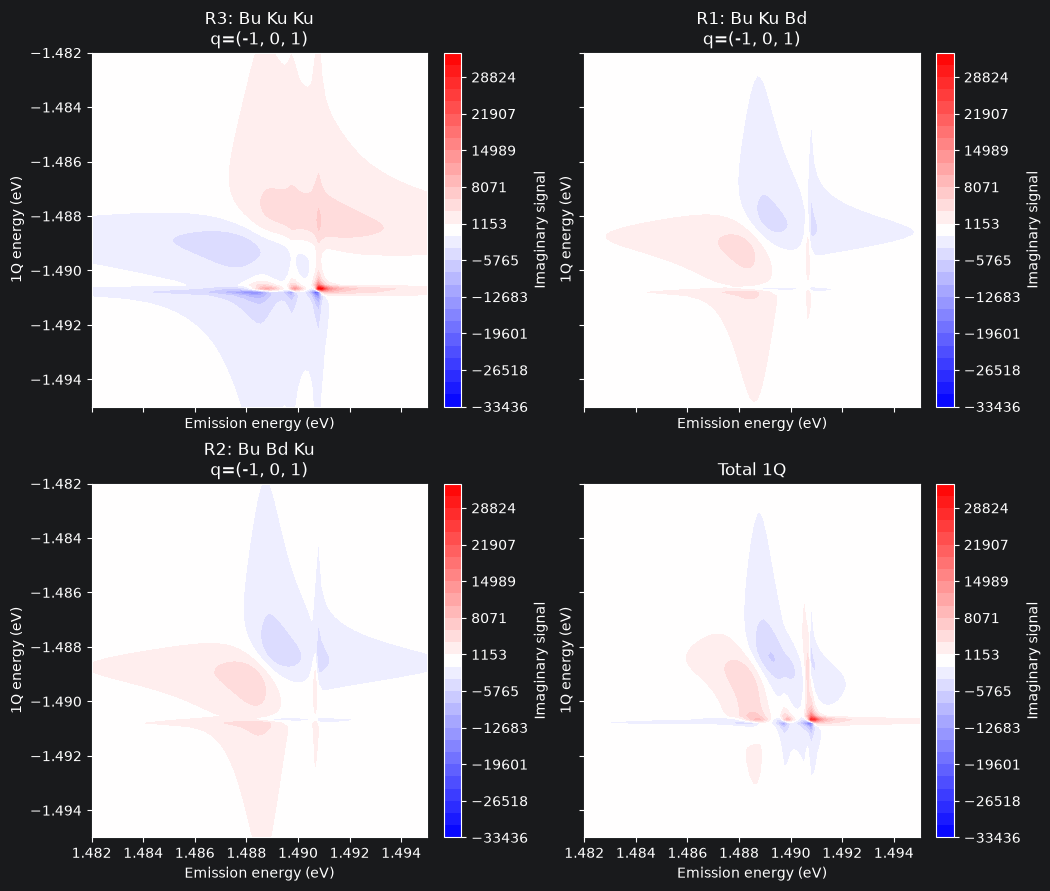 R3: Bu Ku Ku
q=(-1, 0, 1)
−1.482
−1.484
−1.486
−1.488
−1.490
−1.492
−1.494
1Q energy (eV)
Emission energy (eV)
28824
21907
14989
8071
1153
−5765
−12683
−19601
−26518
−33436
Imaginary signal
R1: Bu Ku Bd
q=(-1, 0, 1)
1Q energy (eV)
Emission energy (eV)
28824
21907
14989
8071
1153
−5765
−12683
−19601
−26518
−33436
Imaginary signal
R2: Bu Bd Ku
q=(-1, 0, 1)
−1.482
−1.484
−1.486
−1.488
−1.490
−1.492
−1.494
1Q energy (eV)
1.482 1.484 1.486 1.488 1.490 1.492 1.494
Emission energy (eV)
28824
21907
14989
8071
1153
−5765
−12683
−19601
−26518
−33436
Imaginary signal
Total 1Q
1Q energy (eV)
1.482 1.484 1.486 1.488 1.490 1.492 1.494
Emission energy (eV)
28824
21907
14989
8071
1153
−5765
−12683
−19601
−26518
−33436
Imaginary signal